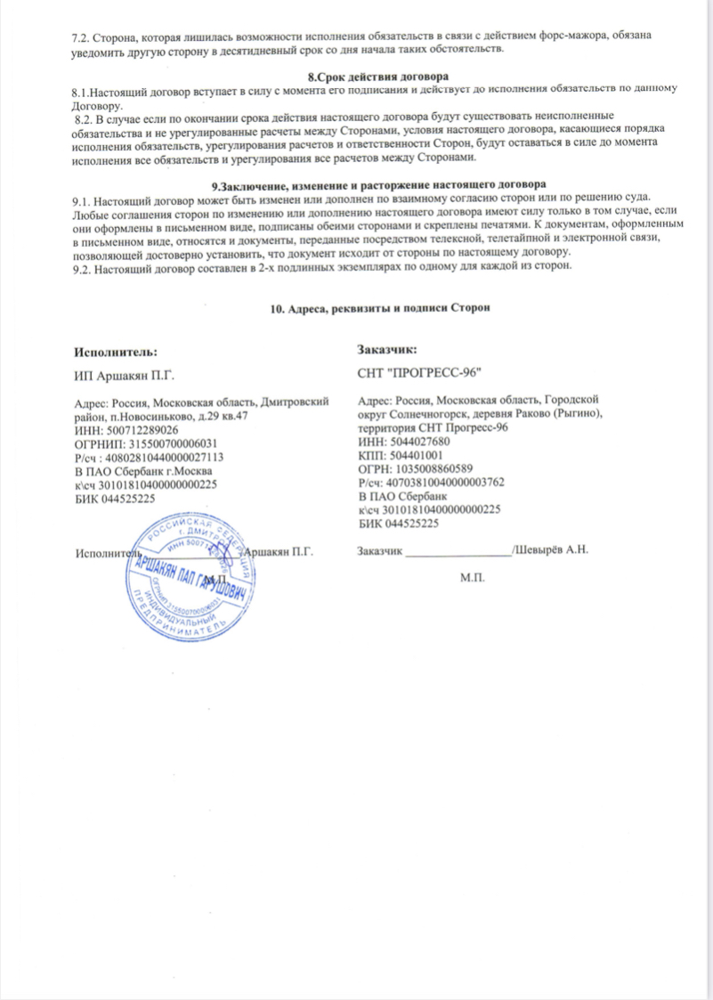 7.2. Сторона, которая лишилась возможности исполнения обязательств в связи с действием форс-мажора, обязана
уведомить другую сторону в десятидневный срок со дня начала таких обстоятельств.
8.Срок действия договора
8.1.Настоящий договор вступает в силу с момента его подписания и действует до исполнения обязательств по данному
Договору.
8.2. В случае если по окончании срока действия настоящего договора будут существовать неисполненные
обязательства и не урегулированные расчеты между Сторонами, условия настоящего договора, касающиеся порядка
исполнения обязательств, урегулирования расчетов и ответственности Сторон, будут оставаться в силе до момента
исполнения все обязательств и урегулирования все расчетов между Сторонами.
9.Заключение, изменение и расторжение настоящего договора
9.1. Настоящий договор может быть изменен или дополнен по взаимному согласию сторон или по решению суда.
Любые соглашения сторон по изменению или дополнению настоящего договора имеют силу только в том случае, если
они оформлены в письменном виде, подписаны обеими сторонами и скреплены печатями. К документам, оформленным
в письменном виде, относятся и документы, переданные посредством телексной, телетайпной и электронной связи,
позволяющей достоверно установить, что документ исходит от стороны по настоящему договору.
9.2. Настоящий договор составлен в 2-х подлинных экземплярах по одному для каждой из сторон.
10. Адреса, реквизиты и подписи Сторон
Исполнитель:
ИП Аршакян П.Г.
Адрес: Россия, Московская область, Дмитровский
район, п.Новосиньково, д.29 кв.47
ИНН: 500712289026
ОГРНИП: 315500700006031
Р/сч : 40802810440000027113
В ПАО Сбербанк г.Москва
к\сч 30101810400000000225
БИК 044525225
Исполнитель /Аршакян П.Г.
М.П.
РОССИЙСКАЯ ФЕДЕРАЦИЯ
г. ДМИТРОВ
ИНН 500712289026
АРШАКЯН ПАП ГАРУШОВИЧ
ОГРНИП 315500700006031
ИНДИВИДУАЛЬНЫЙ
ПРЕДПРИНИМАТЕЛЬ
Заказчик:
СНТ "ПРОГРЕСС-96"
Адрес: Россия, Московская область, Городской
округ Солнечногорск, деревня Раково (Рыгино),
территория СНТ Прогресс-96
ИНН: 5044027680
КПП: 504401001
ОГРН: 1035008860589
Р/сч: 40703810040000003762
В ПАО Сбербанк
к\сч 30101810400000000225
БИК 044525225
Заказчик ___________________/Шевырёв А.Н.
М.П.